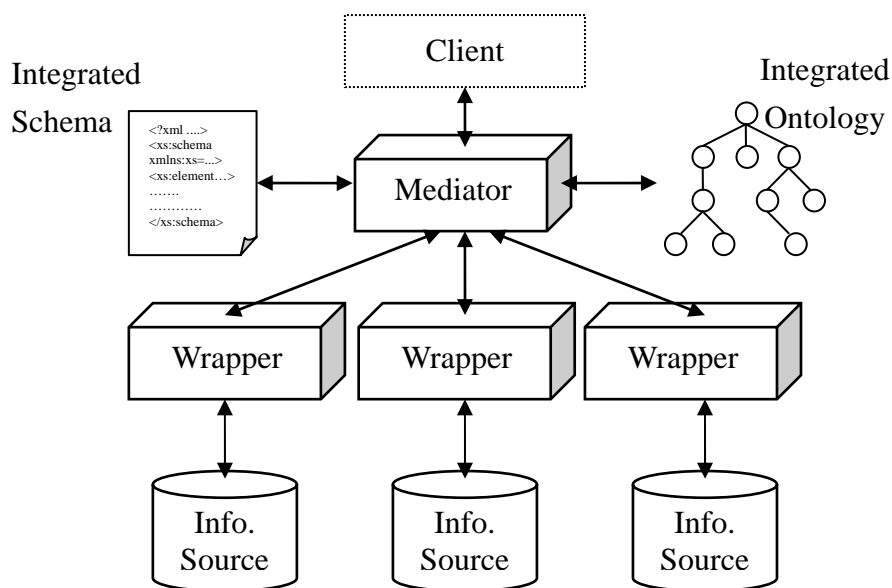 Client
Integrated
Schema
Integrated
Ontology
<?xml ....>
<xs:schema
xmlns:xs=...>
<xs:element…>
…….
…………
</xs:schema>
Mediator
Wrapper
Wrapper
Wrapper
Info.
Source
Info.
Source
Info.
Source